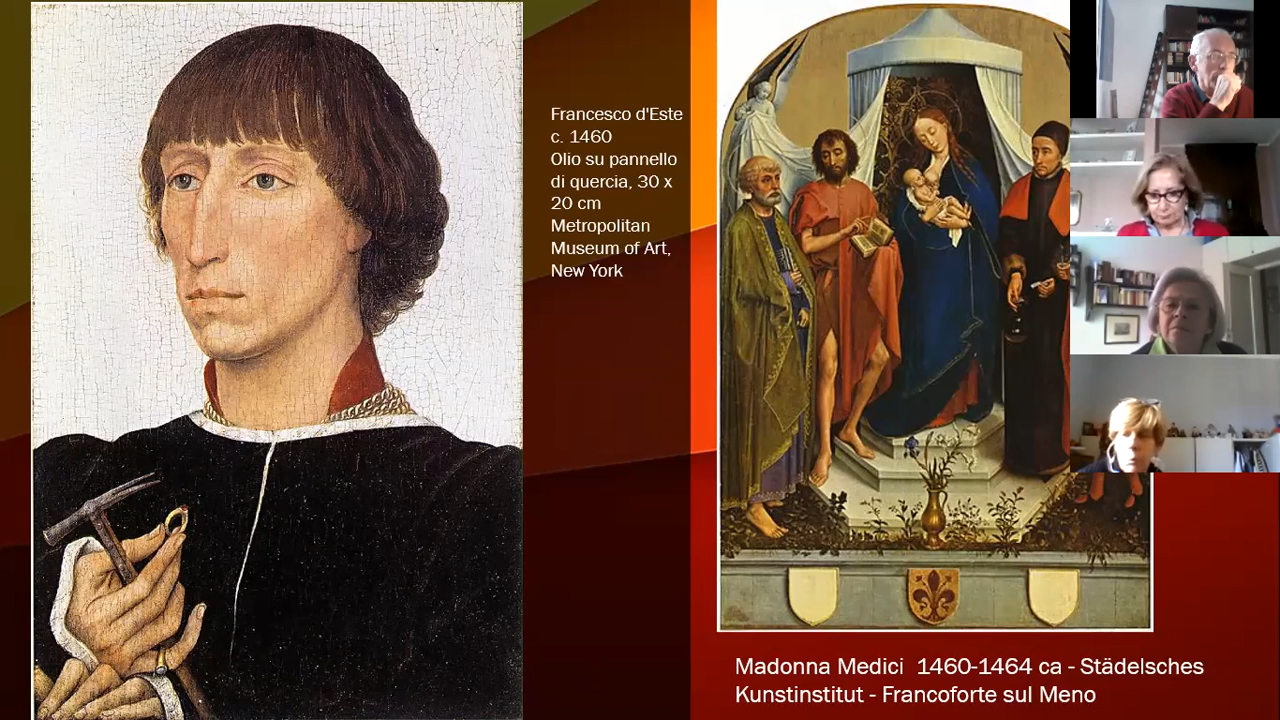 Francesco d'Este
c. 1460
Olio su pannello
di quercia, 30 x
20 cm
Metropolitan
Museum of Art,
New York
Madonna Medici  1460-1464 ca - Städelsches
Kunstinstitut - Francoforte sul Meno